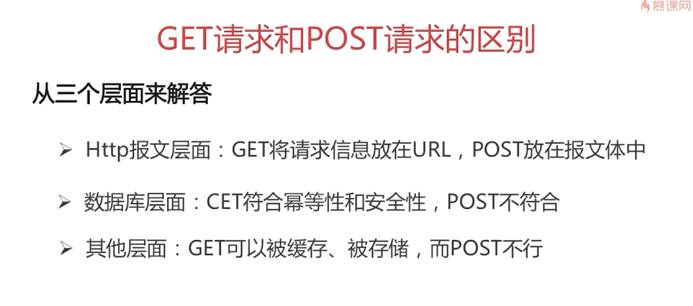 慕课网
GET请求和POST请求的区别
从三个层面来解答
➢ Http报文层面：GET将请求信息放在URL，POST放在报文体中
➢ 数据库层面：CET符合幂等性和安全性，POST不符合
➢ 其他层面：GET可以被缓存、被存储，而POST不行